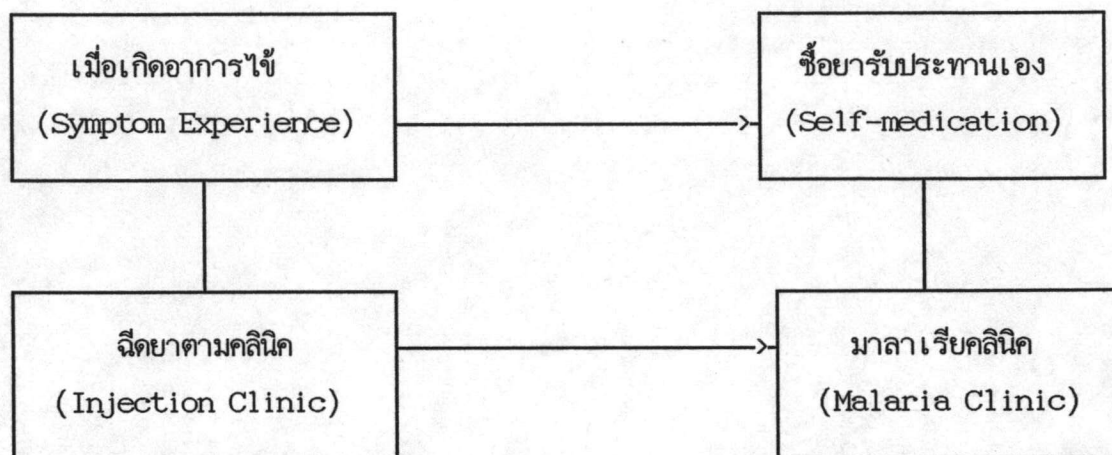 เมื่อเกิดอาการไข้
(Symptom Experience)
ซื้อยารับประทานเอง
(Self-medication)
ฉีดยาตามคลินิค
(Injection Clinic)
มาลาเรียคลินิค
(Malaria Clinic)